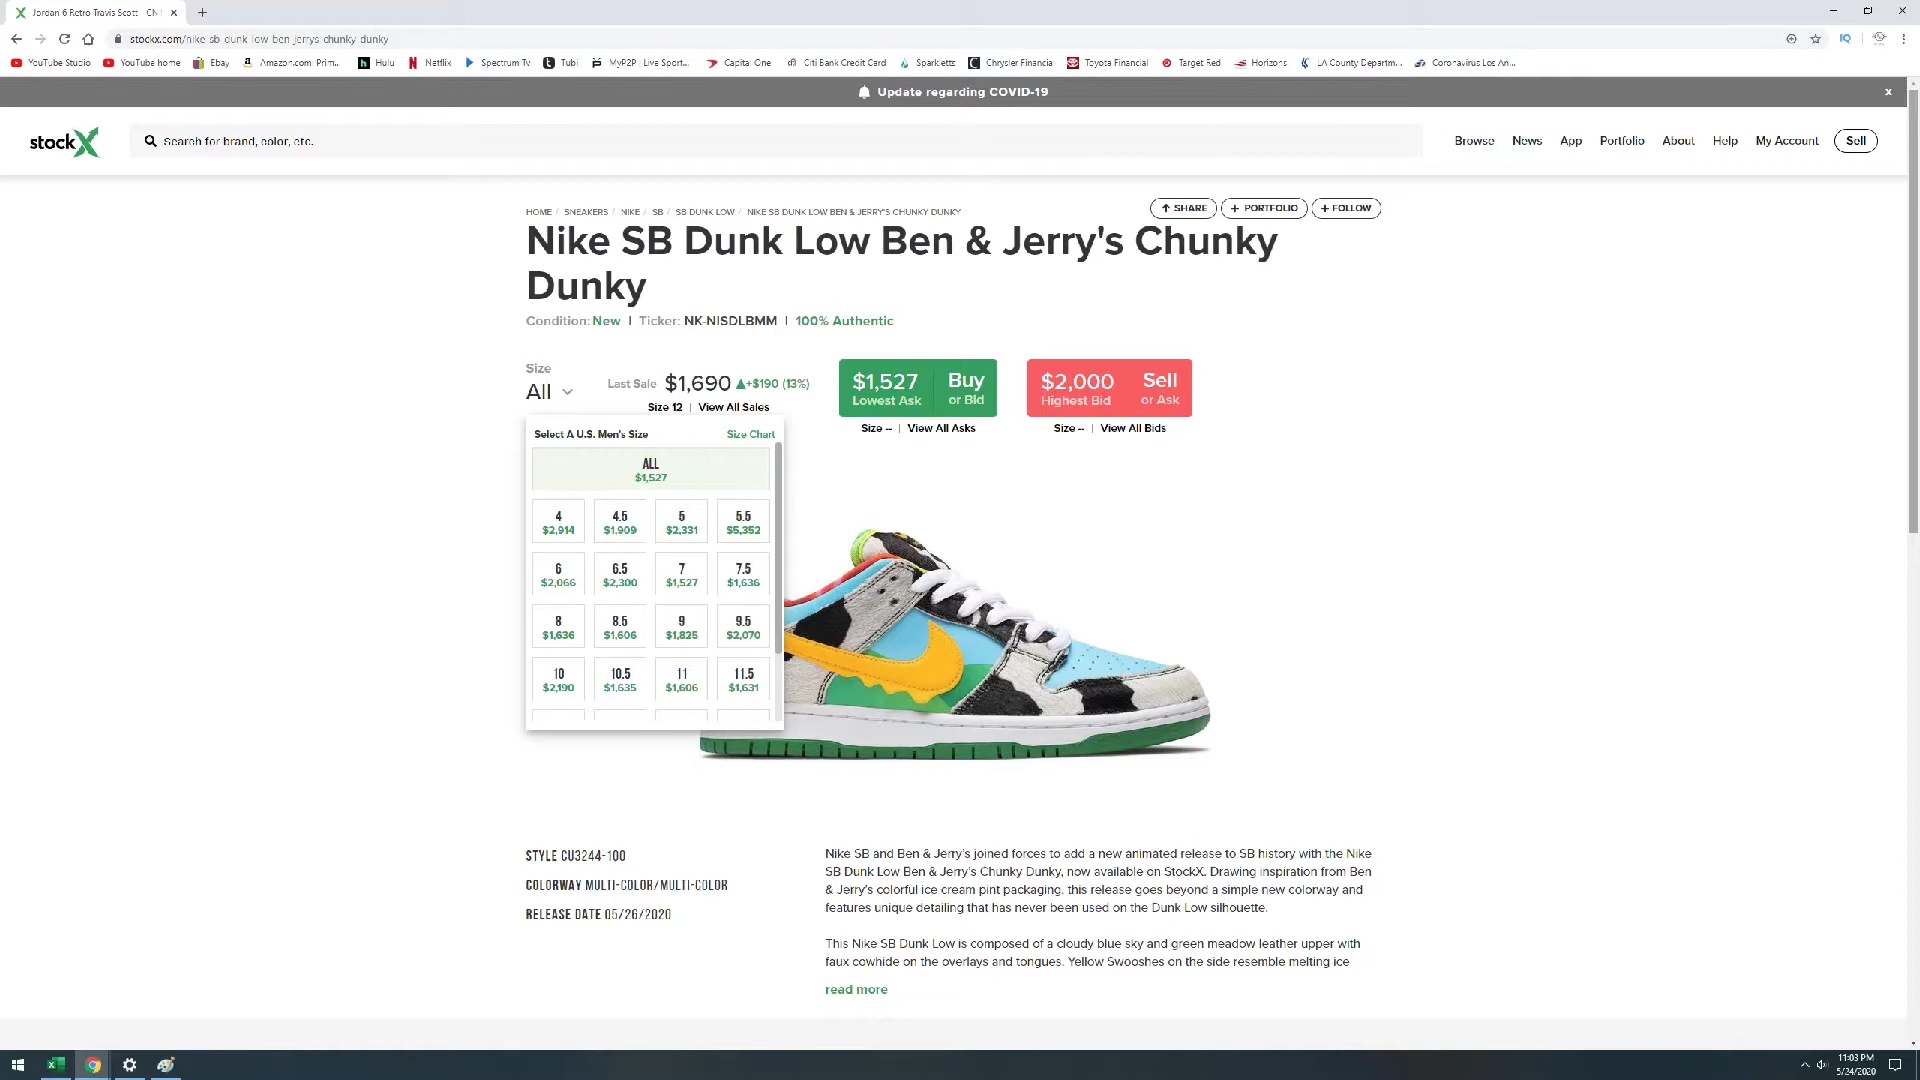 Jordan 6 Retro Travis Scott - CN1
stockx.com/nike-sb-dunk-low-ben-jerrys-chunky-dunky
YouTube Studio YouTube home Ebay Amazon.com: Prim... Hulu Netflix Spectrum Tv Tubi MyP2P | Live Sport... Capital One Citi Bank Credit Card Sparkletts Chrysler Financia Toyota Financial Target Red Horizons LA County Departm... Coronavirus Los An...
Update regarding COVID-19 x
stockX Search for brand, color, etc. Browse News App Portfolio About Help My Account Sell
HOME / SNEAKERS / NIKE / SB / SB DUNK LOW / NIKE SB DUNK LOW BEN & JERRY'S CHUNKY DUNKY SHARE + PORTFOLIO + FOLLOW
Nike SB Dunk Low Ben & Jerry's Chunky
Dunky
Condition: New | Ticker: NK-NISDLBMM | 100% Authentic
Size
All
Last Sale $1,690 ▲+$190 (13%)
Size 12 | View All Sales
$1,527 Buy
Lowest Ask or Bid
Size -- | View All Asks
$2,000 Sell
Highest Bid or Ask
Size -- | View All Bids
Select A U.S. Men's Size Size Chart
ALL
$1,527
4 4.5 5 5.5
$2,914 $1,909 $2,331 $5,352
6 6.5 7 7.5
$2,066 $2,300 $1,527 $1,636
8 8.5 9 9.5
$1,636 $1,606 $1,825 $2,070
10 10.5 11 11.5
$2,190 $1,635 $1,606 $1,631
STYLE CU3244-100
COLORWAY MULTI-COLOR/MULTI-COLOR
RELEASE DATE 05/26/2020
Nike SB and Ben & Jerry's joined forces to add a new animated release to SB history with the Nike
SB Dunk Low Ben & Jerry's Chunky Dunky, now available on StockX. Drawing inspiration from Ben
& Jerry's colorful ice cream pint packaging, this release goes beyond a simple new colorway and
features unique detailing that has never been used on the Dunk Low silhouette.
This Nike SB Dunk Low is composed of a cloudy blue sky and green meadow leather upper with
faux cowhide on the overlays and tongues. Yellow Swooshes on the side resemble melting ice
read more
11:03 PM
5/24/2020